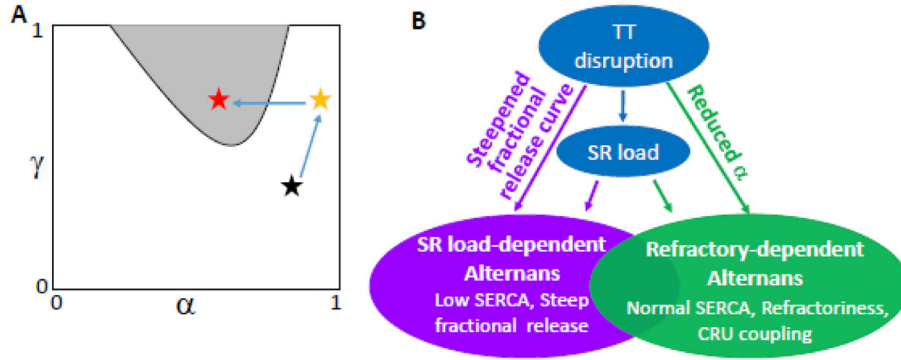 A
1
γ
0
0
α
1
B
TT
disruption
Steepened
fractional
release curve
Reduced α
SR load
SR load-dependent
Alternans
Low SERCA, Steep
fractional release
Refractory-dependent
Alternans
Normal SERCA, Refractoriness,
CRU coupling